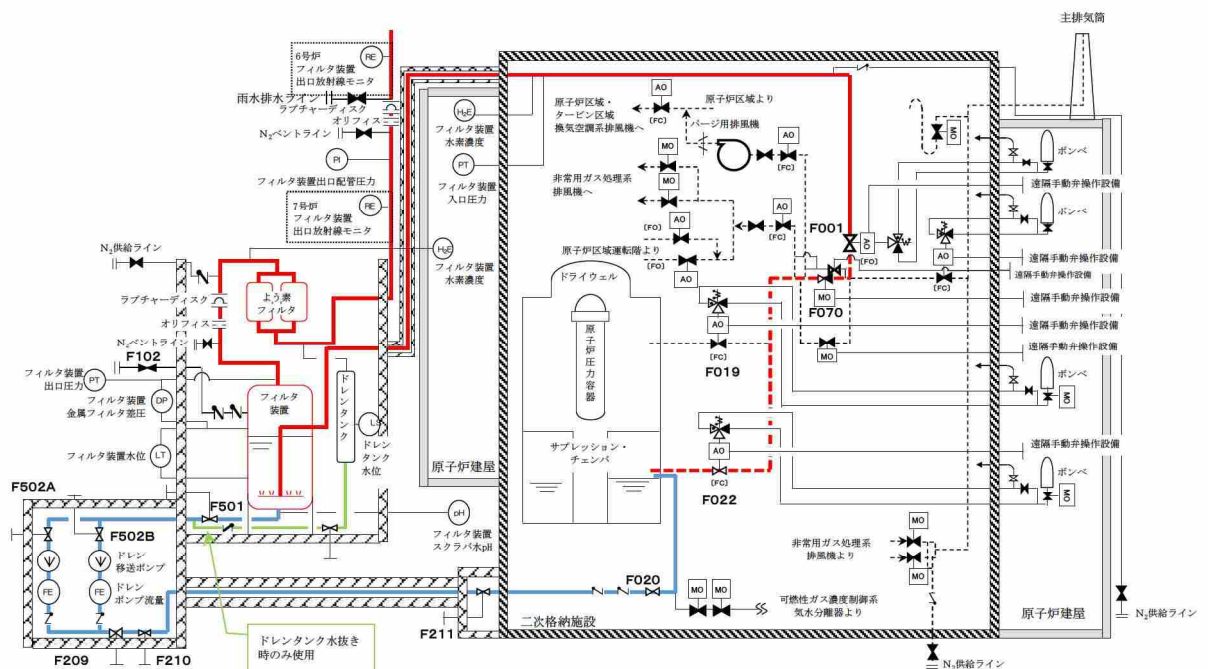 主排気筒
6号炉
フィルタ装置
出口放射線モニタ
RE
雨水排水ライン
ラプチャーディスク
オリフィス
N₂ベントライン
PI
フィルタ装置出口配管圧力
7号炉
フィルタ装置
出口放射線モニタ
RE
H₂E
フィルタ装置
水素濃度
PT
フィルタ装置
入口圧力
H₂E
フィルタ装置
水素濃度
N₂供給ライン
ラプチャーディスク
オリフィス
N₂ベントライン
よう素
フィルタ
F102
フィルタ装置
出口圧力
PT
フィルタ装置
金属フィルタ差圧
DP
フィルタ装置水位
LT
フィルタ
装置
ドレンタンク
LS
ドレン
タンク
水位
原子炉建屋
pH
フィルタ装置
スクラバ水pH
F502A
F501
F502B
ドレン
移送ポンプ
FE
FE
ドレン
ポンプ流量
F209
F210
ドレンタンク水抜き
時のみ使用
F211
二次格納施設
F020
MO
MO
可燃性ガス濃度制御系
気水分離器より
原子炉区域・
タービン区域
換気空調系排風機へ
AO
[FC]
原子炉区域より
パージ用排風機
AO
[FC]
MO
MO
非常用ガス処理系
排風機へ
AO
[FO]
原子炉区域運転階より
[FO]
AO
AO
[FC]
F001
AO
[FO]
MO
F070
MO
AO
[FC]
F019
AO
[FC]
F022
ドライウェル
原子炉圧力容器
サプレッション・
チェンバ
MO
AO
[FC]
[FC]
ボンベ
遠隔手動弁操作設備
ボンベ
遠隔手動弁操作設備
遠隔手動弁操作設備
遠隔手動弁操作設備
遠隔手動弁操作設備
遠隔手動弁操作設備
ボンベ
MO
遠隔手動弁操作設備
ボンベ
MO
非常用ガス処理系
排風機より
MO
MO
原子炉建屋
N₂供給ライン
N₂供給ライン